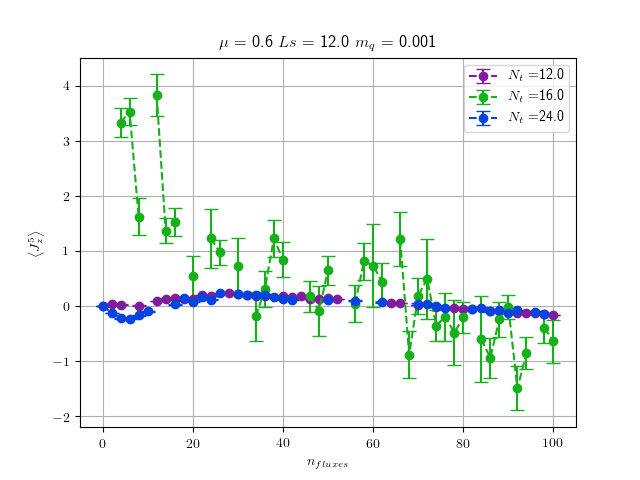 μ = 0.6 Ls = 12.0 m_q = 0.001
N_t =12.0
N_t =16.0
N_t =24.0
⟨J_z^5⟩
4
3
2
1
0
−1
−2
0 20 40 60 80 100
n_fluxes